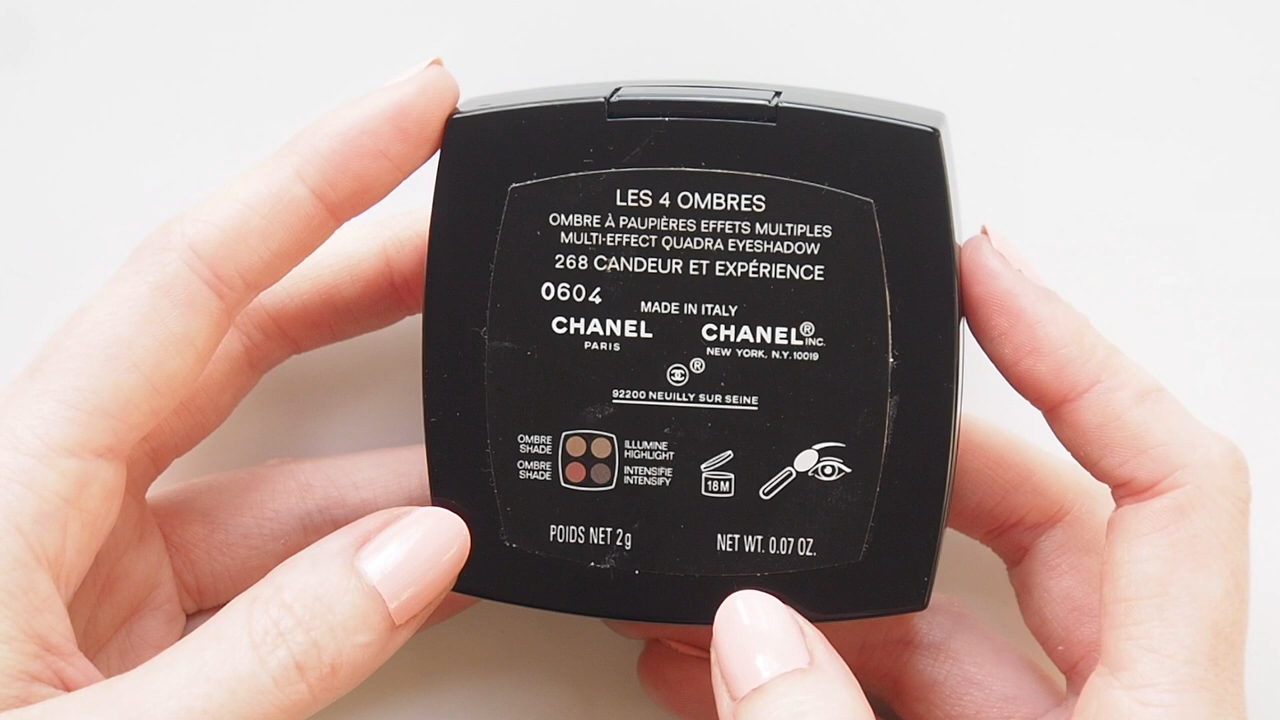 LES 4 OMBRES
OMBRE À PAUPIÈRES EFFETS MULTIPLES
MULTI-EFFECT QUADRA EYESHADOW
268 CANDEUR ET EXPÉRIENCE
0604
MADE IN ITALY
CHANEL CHANEL® INC.
PARIS NEW YORK, N.Y. 10019
®
92200 NEUILLY SUR SEINE
OMBRE ILLUMINE
SHADE HIGHLIGHT
OMBRE INTENSIFIE
SHADE INTENSIFY
18M
POIDS NET 2g NET WT. 0.07 OZ.